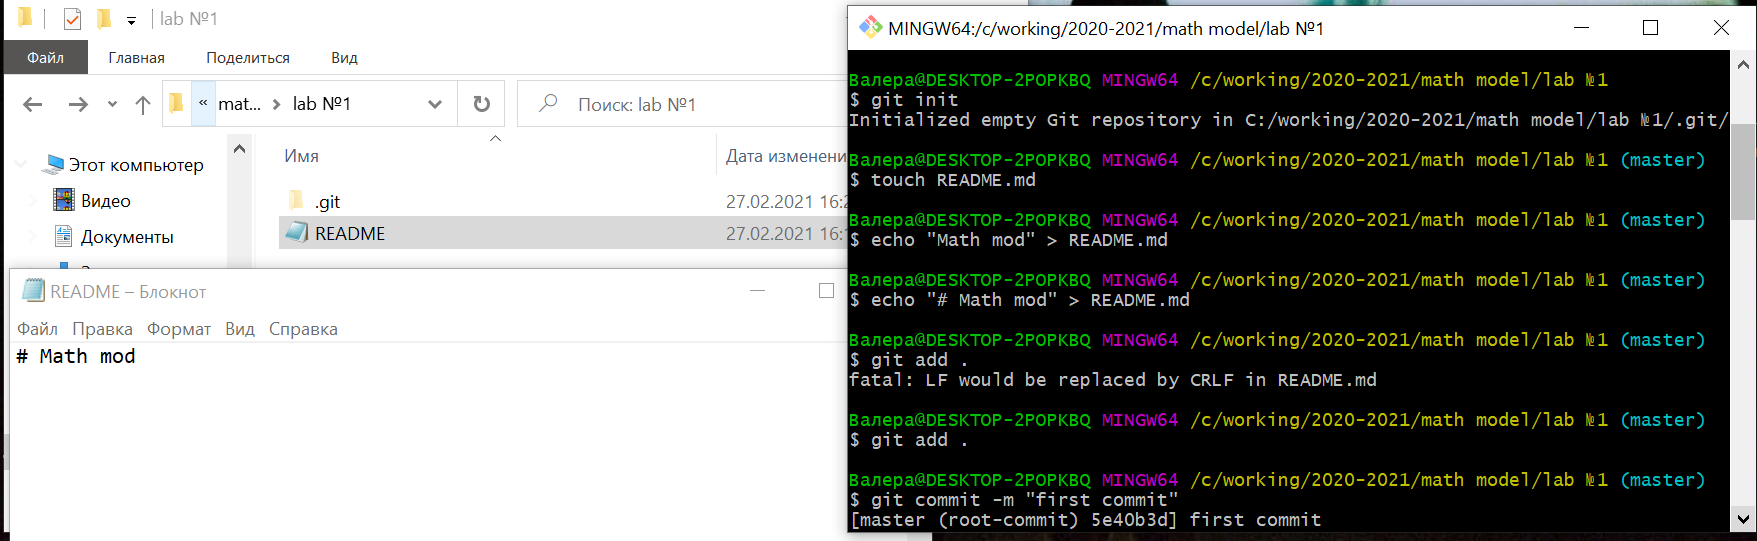 lab №1
Файл Главная Поделиться Вид
« mat... > lab №1
Поиск: lab №1
Имя
Этот компьютер
Видео
Документы
.git 27.02.2021
README 27.02.2021
README – Блокнот
Файл Правка Формат Вид Справка
# Math mod
MINGW64:/c/working/2020-2021/math model/lab №1
Валера@DESKTOP-2POPKBQ MINGW64 /c/working/2020-2021/math model/lab №1
$ git init
Initialized empty Git repository in C:/working/2020-2021/math model/lab №1/.git/
Валера@DESKTOP-2POPKBQ MINGW64 /c/working/2020-2021/math model/lab №1 (master)
$ touch README.md
Валера@DESKTOP-2POPKBQ MINGW64 /c/working/2020-2021/math model/lab №1 (master)
$ echo "Math mod" > README.md
Валера@DESKTOP-2POPKBQ MINGW64 /c/working/2020-2021/math model/lab №1 (master)
$ echo "# Math mod" > README.md
Валера@DESKTOP-2POPKBQ MINGW64 /c/working/2020-2021/math model/lab №1 (master)
$ git add .
fatal: LF would be replaced by CRLF in README.md
Валера@DESKTOP-2POPKBQ MINGW64 /c/working/2020-2021/math model/lab №1 (master)
$ git add .
Валера@DESKTOP-2POPKBQ MINGW64 /c/working/2020-2021/math model/lab №1 (master)
$ git commit -m "first commit"
[master (root-commit) 5e40b3d] first commit